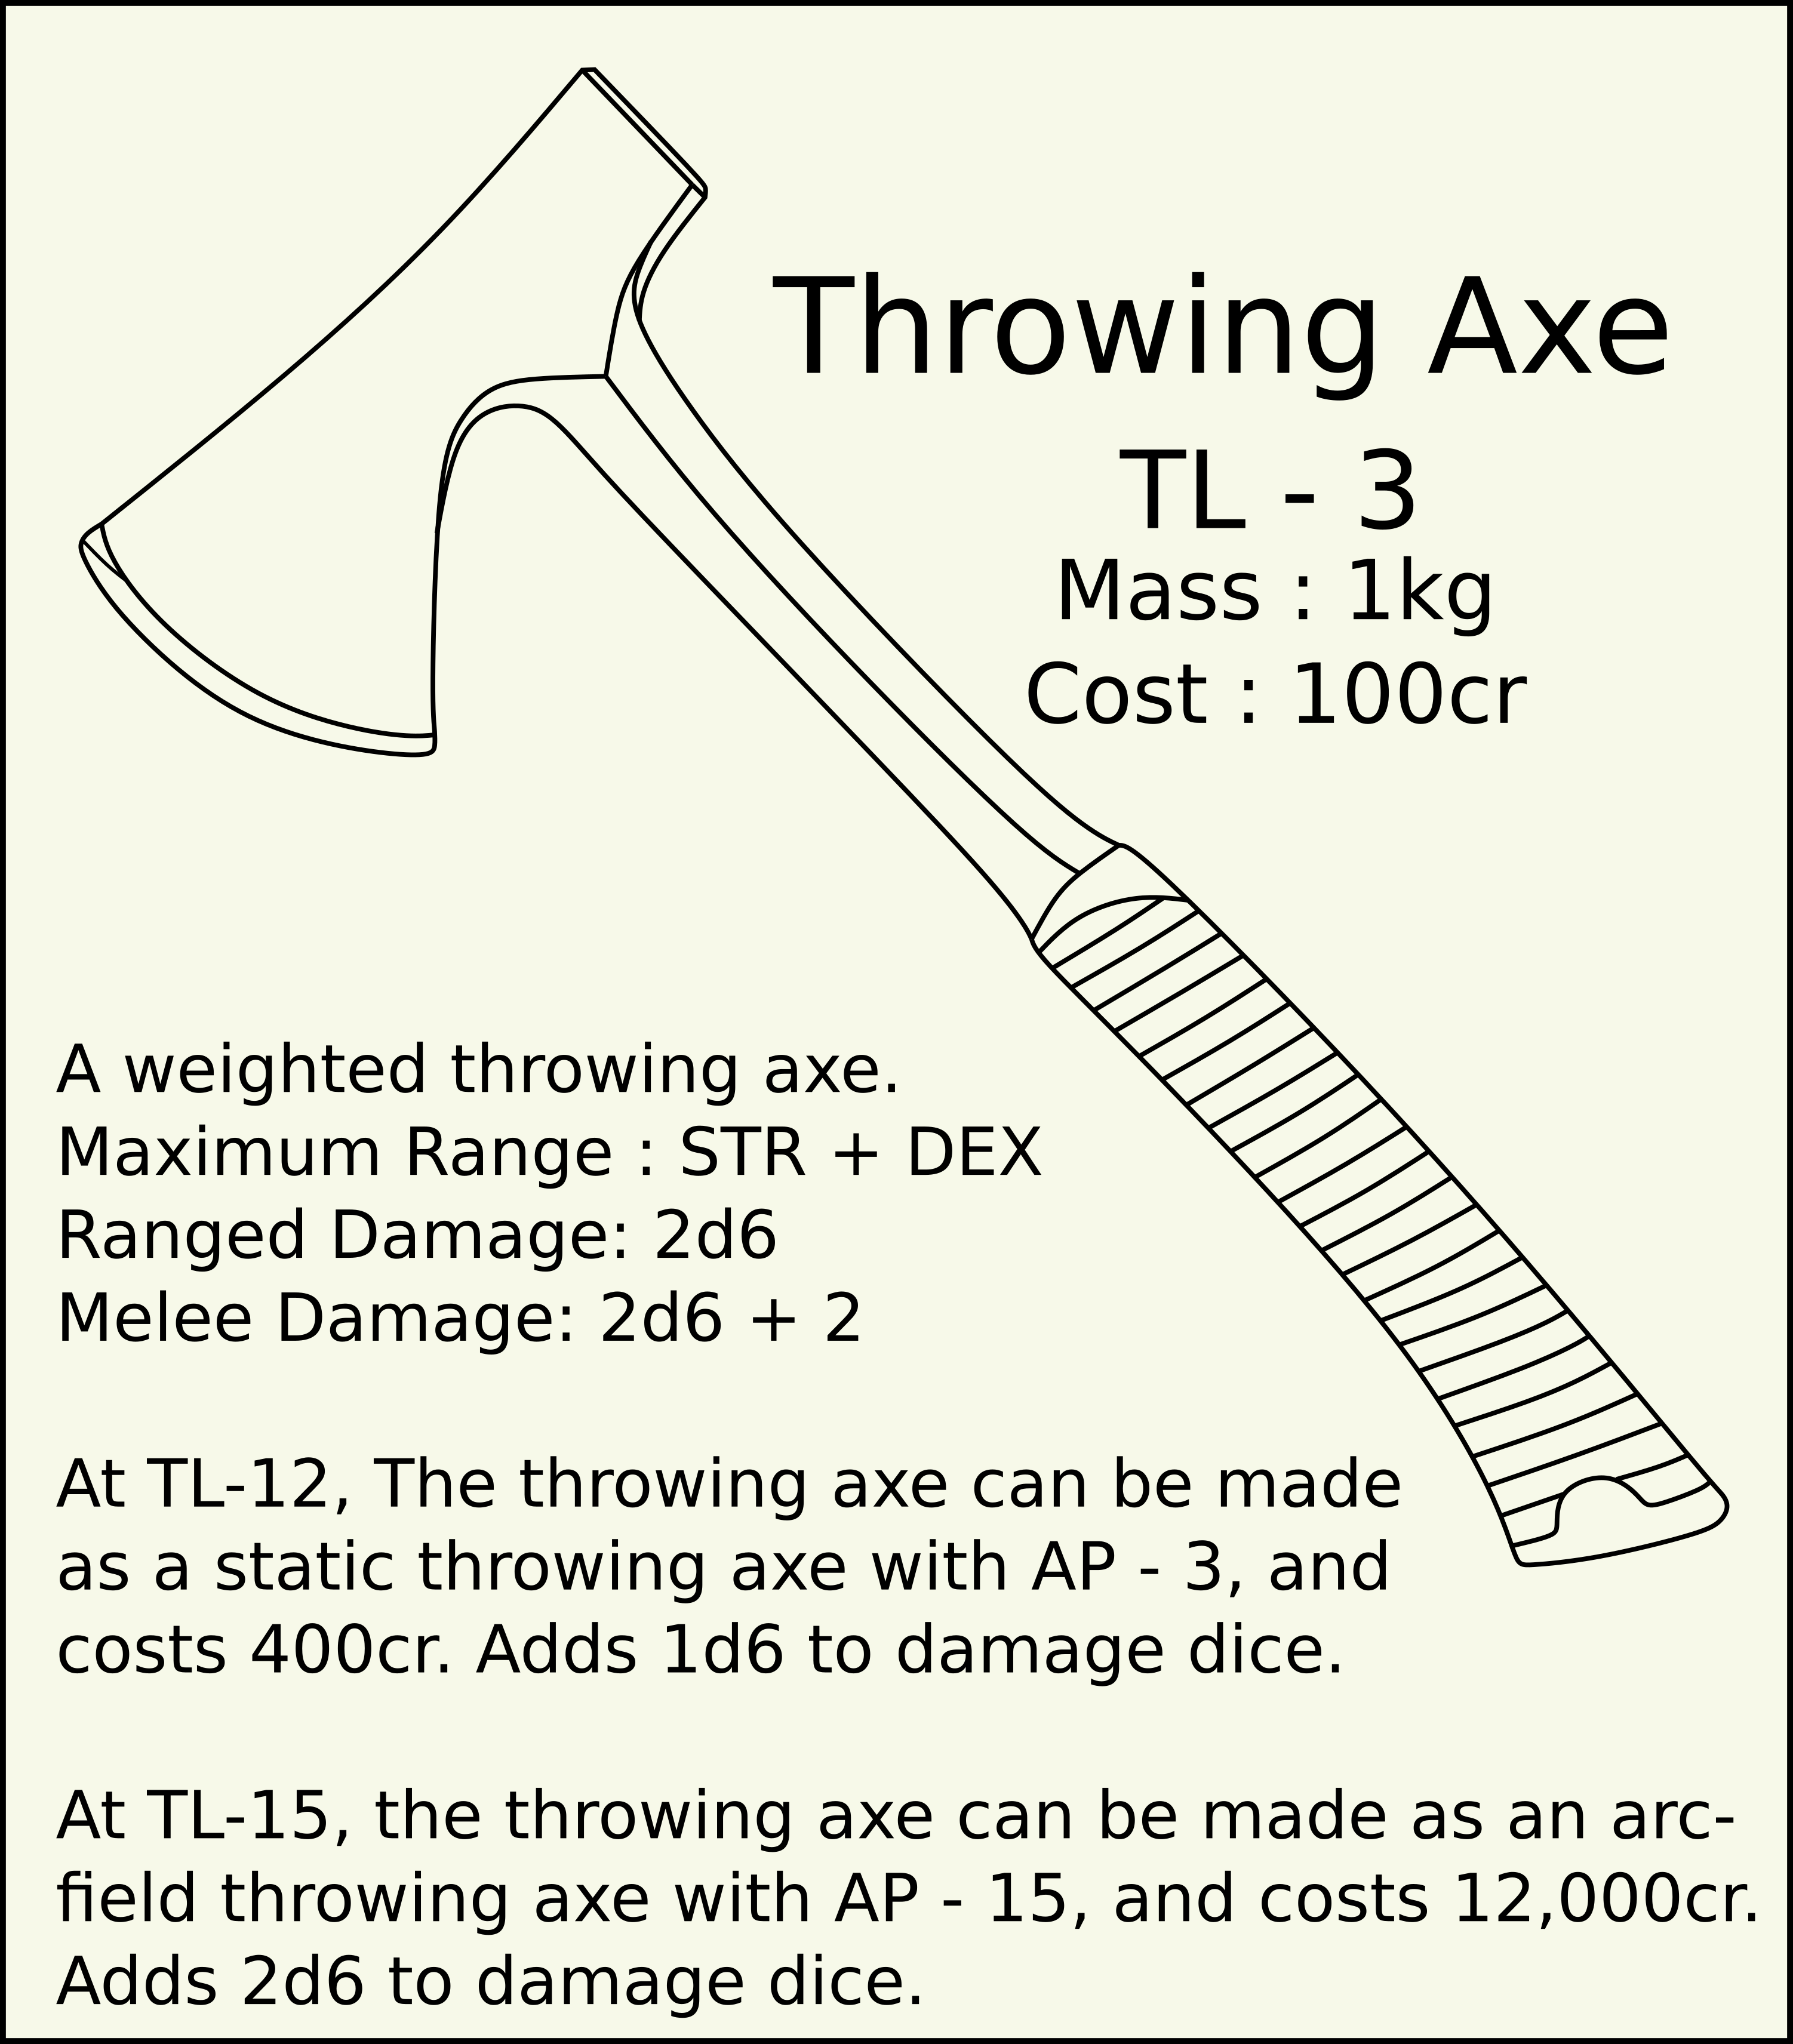 Throwing Axe
TL - 3
Mass : 1kg
Cost : 100cr
A weighted throwing axe.
Maximum Range : STR + DEX
Ranged Damage: 2d6
Melee Damage: 2d6 + 2
At TL-12, The throwing axe can be made
as a static throwing axe with AP - 3, and
costs 400cr. Adds 1d6 to damage dice.
At TL-15, the throwing axe can be made as an arc-
field throwing axe with AP - 15, and costs 12,000cr.
Adds 2d6 to damage dice.